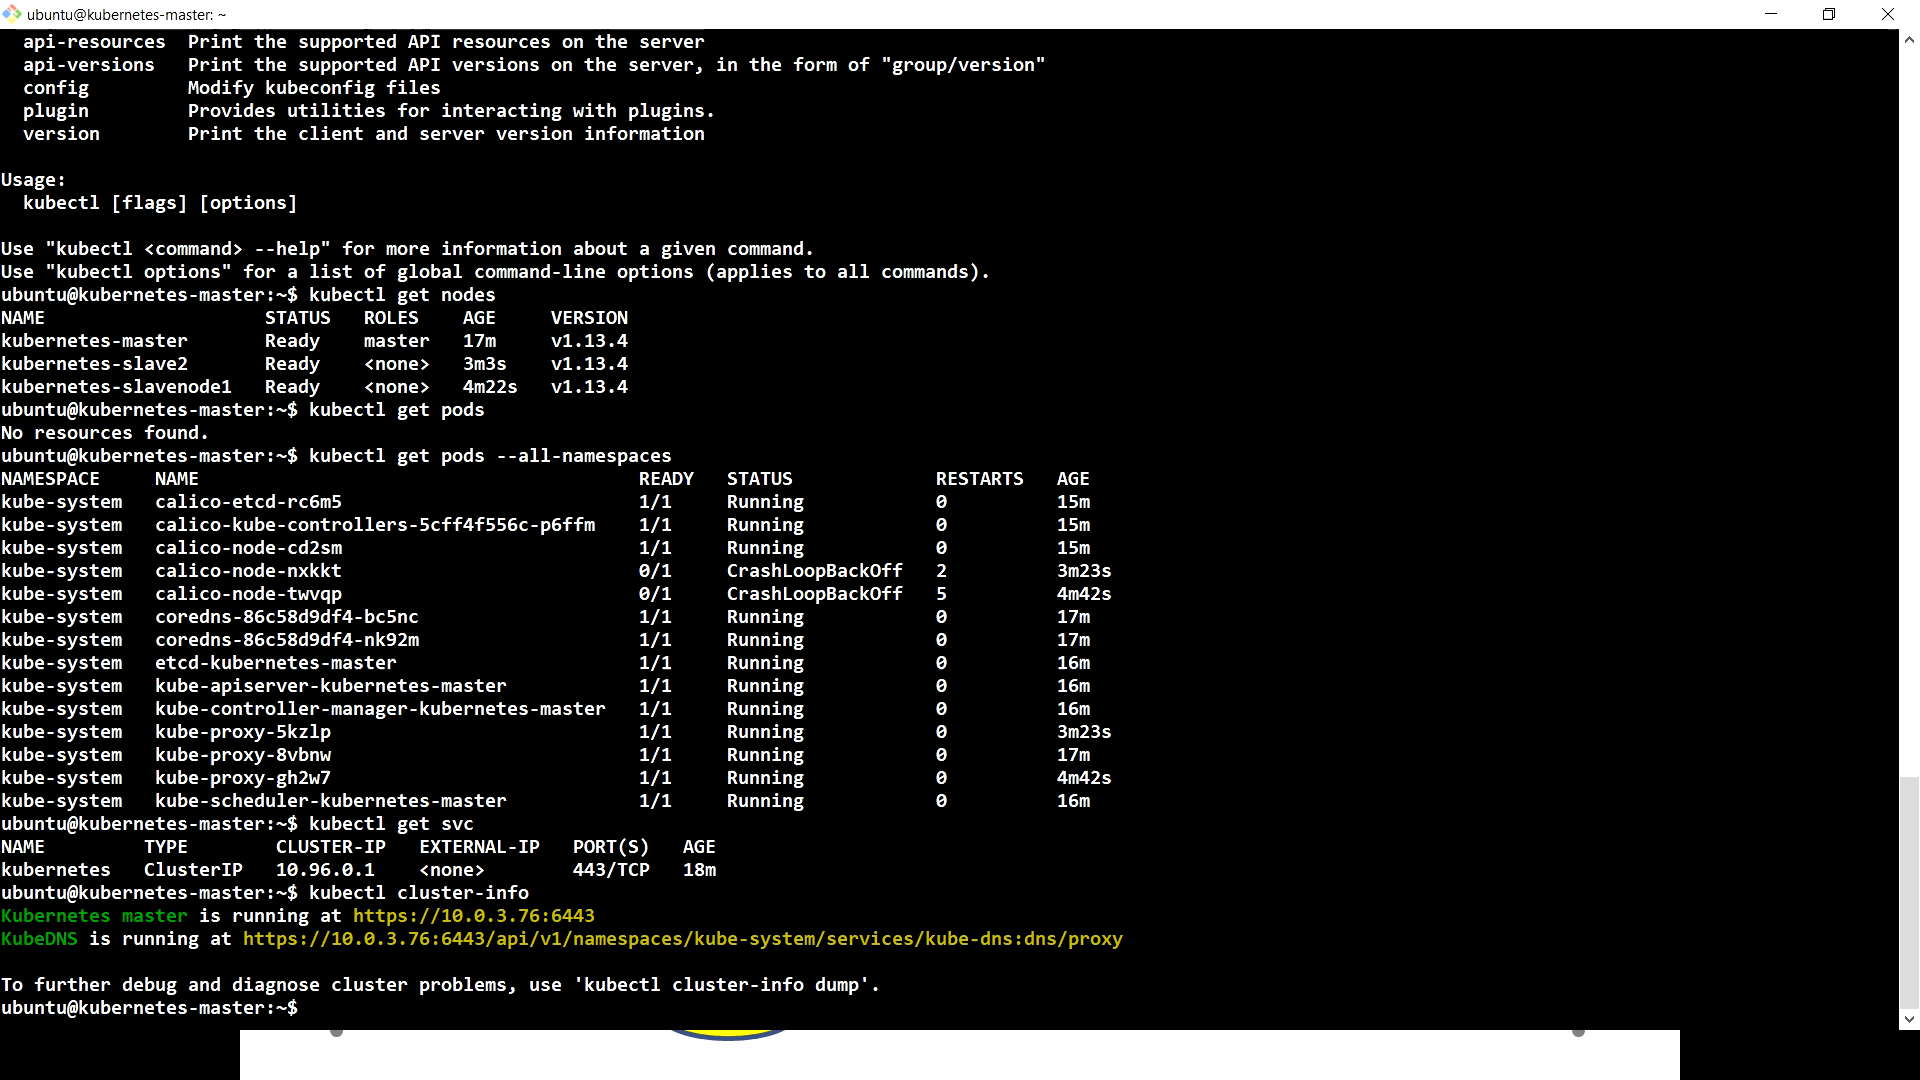 ubuntu@kubernetes-master: ~
  api-resources  Print the supported API resources on the server
  api-versions   Print the supported API versions on the server, in the form of "group/version"
  config         Modify kubeconfig files
  plugin         Provides utilities for interacting with plugins.
  version        Print the client and server version information

Usage:
  kubectl [flags] [options]

Use "kubectl <command> --help" for more information about a given command.
Use "kubectl options" for a list of global command-line options (applies to all commands).
ubuntu@kubernetes-master:~$ kubectl get nodes
NAME                    STATUS   ROLES    AGE     VERSION
kubernetes-master       Ready    master   17m     v1.13.4
kubernetes-slave2       Ready    <none>   3m3s    v1.13.4
kubernetes-slavenode1   Ready    <none>   4m22s   v1.13.4
ubuntu@kubernetes-master:~$ kubectl get pods
No resources found.
ubuntu@kubernetes-master:~$ kubectl get pods --all-namespaces
NAMESPACE     NAME                                        READY   STATUS             RESTARTS   AGE
kube-system   calico-etcd-rc6m5                           1/1     Running            0          15m
kube-system   calico-kube-controllers-5cff4f556c-p6ffm    1/1     Running            0          15m
kube-system   calico-node-cd2sm                           1/1     Running            0          15m
kube-system   calico-node-nxkkt                           0/1     CrashLoopBackOff   2          3m23s
kube-system   calico-node-twvqp                           0/1     CrashLoopBackOff   5          4m42s
kube-system   coredns-86c58d9df4-bc5nc                    1/1     Running            0          17m
kube-system   coredns-86c58d9df4-nk92m                    1/1     Running            0          17m
kube-system   etcd-kubernetes-master                      1/1     Running            0          16m
kube-system   kube-apiserver-kubernetes-master            1/1     Running            0          16m
kube-system   kube-controller-manager-kubernetes-master   1/1     Running            0          16m
kube-system   kube-proxy-5kzlp                            1/1     Running            0          3m23s
kube-system   kube-proxy-8vbnw                            1/1     Running            0          17m
kube-system   kube-proxy-gh2w7                            1/1     Running            0          4m42s
kube-system   kube-scheduler-kubernetes-master            1/1     Running            0          16m
ubuntu@kubernetes-master:~$ kubectl get svc
NAME         TYPE        CLUSTER-IP   EXTERNAL-IP   PORT(S)   AGE
kubernetes   ClusterIP   10.96.0.1    <none>        443/TCP   18m
ubuntu@kubernetes-master:~$ kubectl cluster-info
Kubernetes master is running at https://10.0.3.76:6443
KubeDNS is running at https://10.0.3.76:6443/api/v1/namespaces/kube-system/services/kube-dns:dns/proxy

To further debug and diagnose cluster problems, use 'kubectl cluster-info dump'.
ubuntu@kubernetes-master:~$